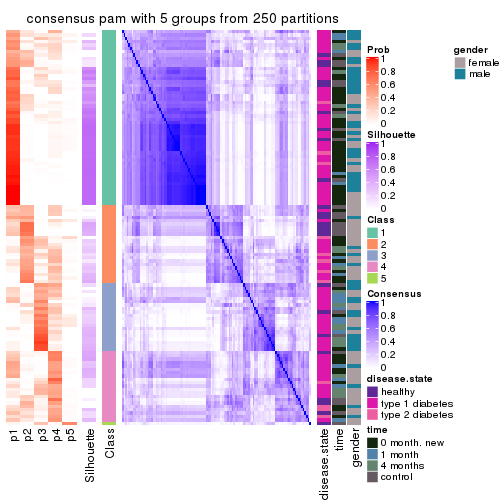 consensus pam with 5 groups from 250 partitions
Prob
1
0.8
0.6
0.4
0.2
0
gender
female
male
Silhouette
1
0.8
0.6
0.4
0.2
0
Class
1
2
3
4
5
Consensus
1
0.8
0.6
0.4
0.2
0
disease.state
healthy
type 1 diabetes
type 2 diabetes
time
0 month. new
1 month
4 months
control
p1
p2
p3
p4
p5
Silhouette
Class
disease.state
time
gender